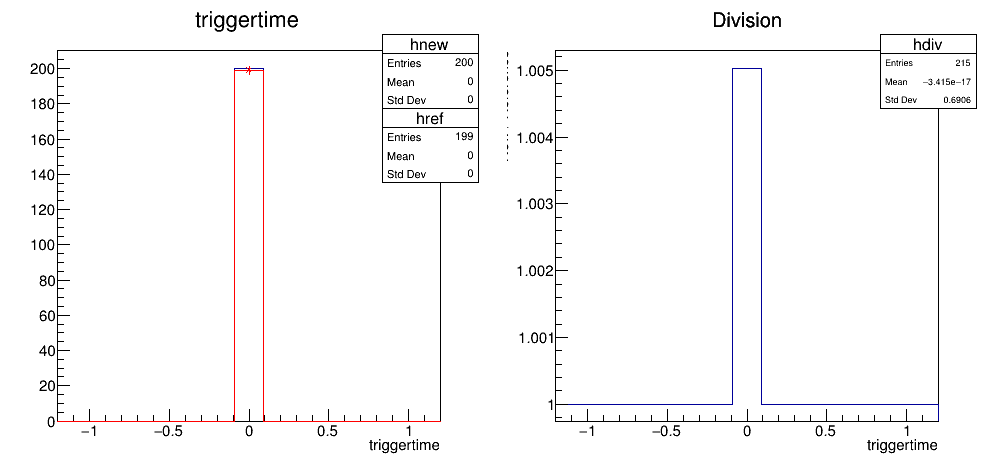 triggertime
hnew
Entries 200
Mean 0
Std Dev 0
href
Entries 199
Mean 0
Std Dev 0
200
180
160
140
120
100
80
60
40
20
0
−1 −0.5 0 0.5 1
triggertime
Division
hdiv
Entries 215
Mean −3.415e−17
Std Dev 0.6906
1.005
1.004
1.003
1.002
1.001
1
−1 −0.5 0 0.5 1
triggertime